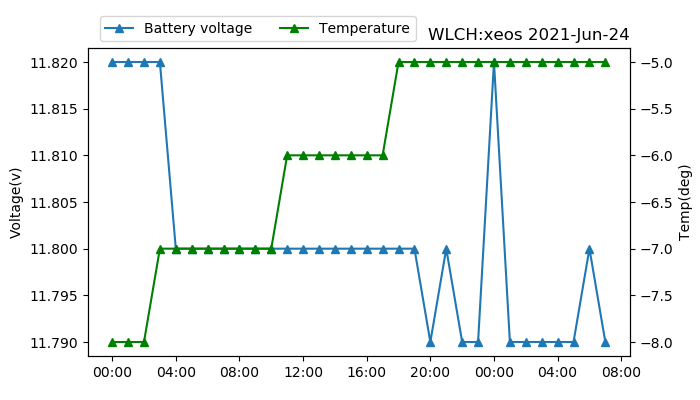 Battery voltage Temperature
WLCH:xeos 2021-Jun-24
Voltage(v)
11.820
11.815
11.810
11.805
11.800
11.795
11.790
−5.0
−5.5
−6.0
−6.5
−7.0
−7.5
−8.0
Temp(deg)
00:00 04:00 08:00 12:00 16:00 20:00 00:00 04:00 08:00